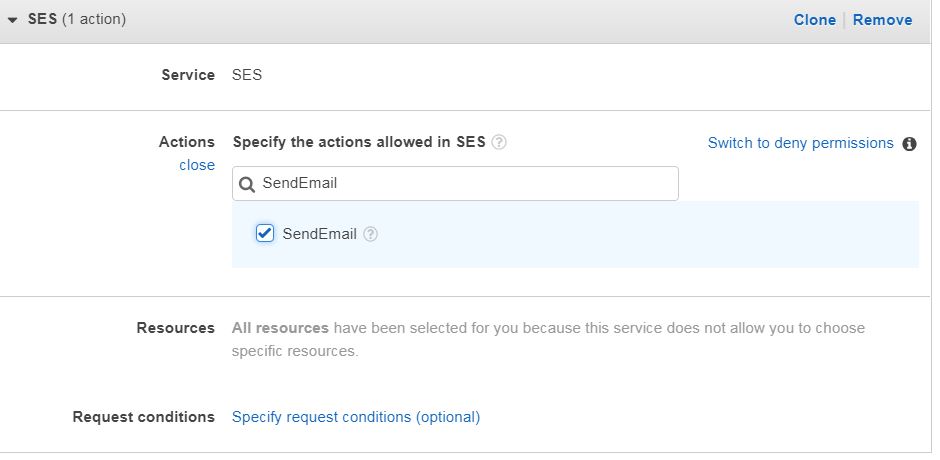 SES (1 action)
Clone Remove
Service SES
Actions Specify the actions allowed in SES ?
Switch to deny permissions i
close
SendEmail
SendEmail ?
Resources All resources have been selected for you because this service does not allow you to choose
specific resources.
Request conditions Specify request conditions (optional)